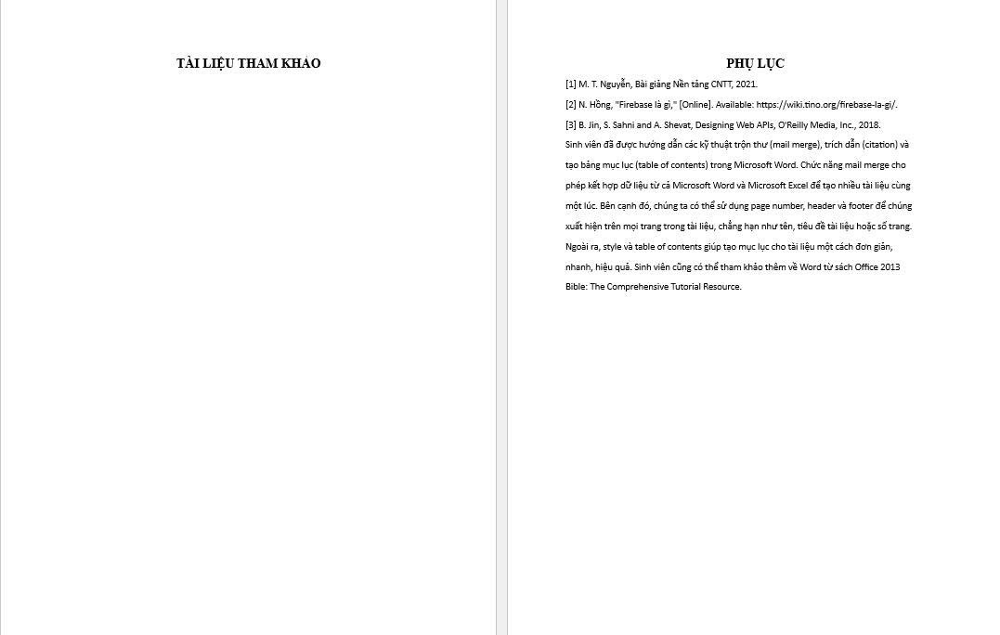 TÀI LIỆU THAM KHẢO
PHỤ LỤC
[1] M. T. Nguyễn, Bài giảng Nền tảng CNTT, 2021.
[2] N. Hồng, "Firebase là gì," [Online]. Available: https://wiki.tino.org/firebase-la-gi/.
[3] B. Jin, S. Sahni and A. Shevat, Designing Web APIs, O'Reilly Media, Inc., 2018.
Sinh viên đã được hướng dẫn các kỹ thuật trộn thư (mail merge), trích dẫn (citation) và
tạo bảng mục lục (table of contents) trong Microsoft Word. Chức năng mail merge cho
phép kết hợp dữ liệu từ cả Microsoft Word và Microsoft Excel để tạo nhiều tài liệu cùng
một lúc. Bên cạnh đó, chúng ta có thể sử dụng page number, header và footer để chúng
xuất hiện trên mọi trang trong tài liệu, chẳng hạn như tên, tiêu đề tài liệu hoặc số trang.
Ngoài ra, style và table of contents giúp tạo mục lục cho tài liệu một cách đơn giản,
nhanh, hiệu quả. Sinh viên cũng có thể tham khảo thêm về Word từ sách Office 2013
Bible: The Comprehensive Tutorial Resource.